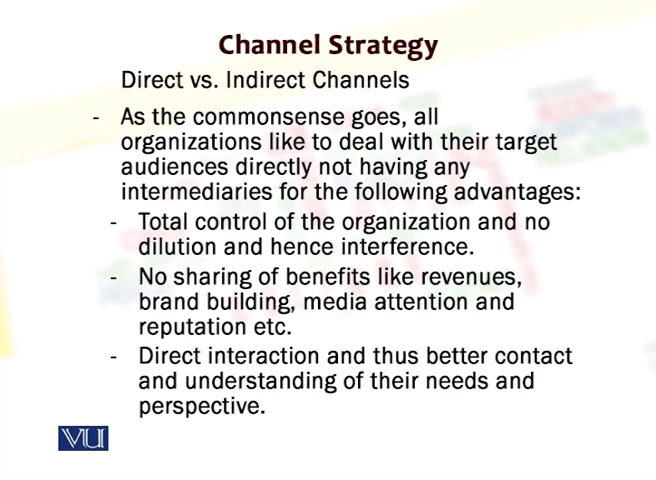 Channel Strategy
Direct vs. Indirect Channels
- As the commonsense goes, all
organizations like to deal with their target
audiences directly not having any
intermediaries for the following advantages:
- Total control of the organization and no
dilution and hence interference.
- No sharing of benefits like revenues,
brand building, media attention and
reputation etc.
- Direct interaction and thus better contact
and understanding of their needs and
perspective.
VU